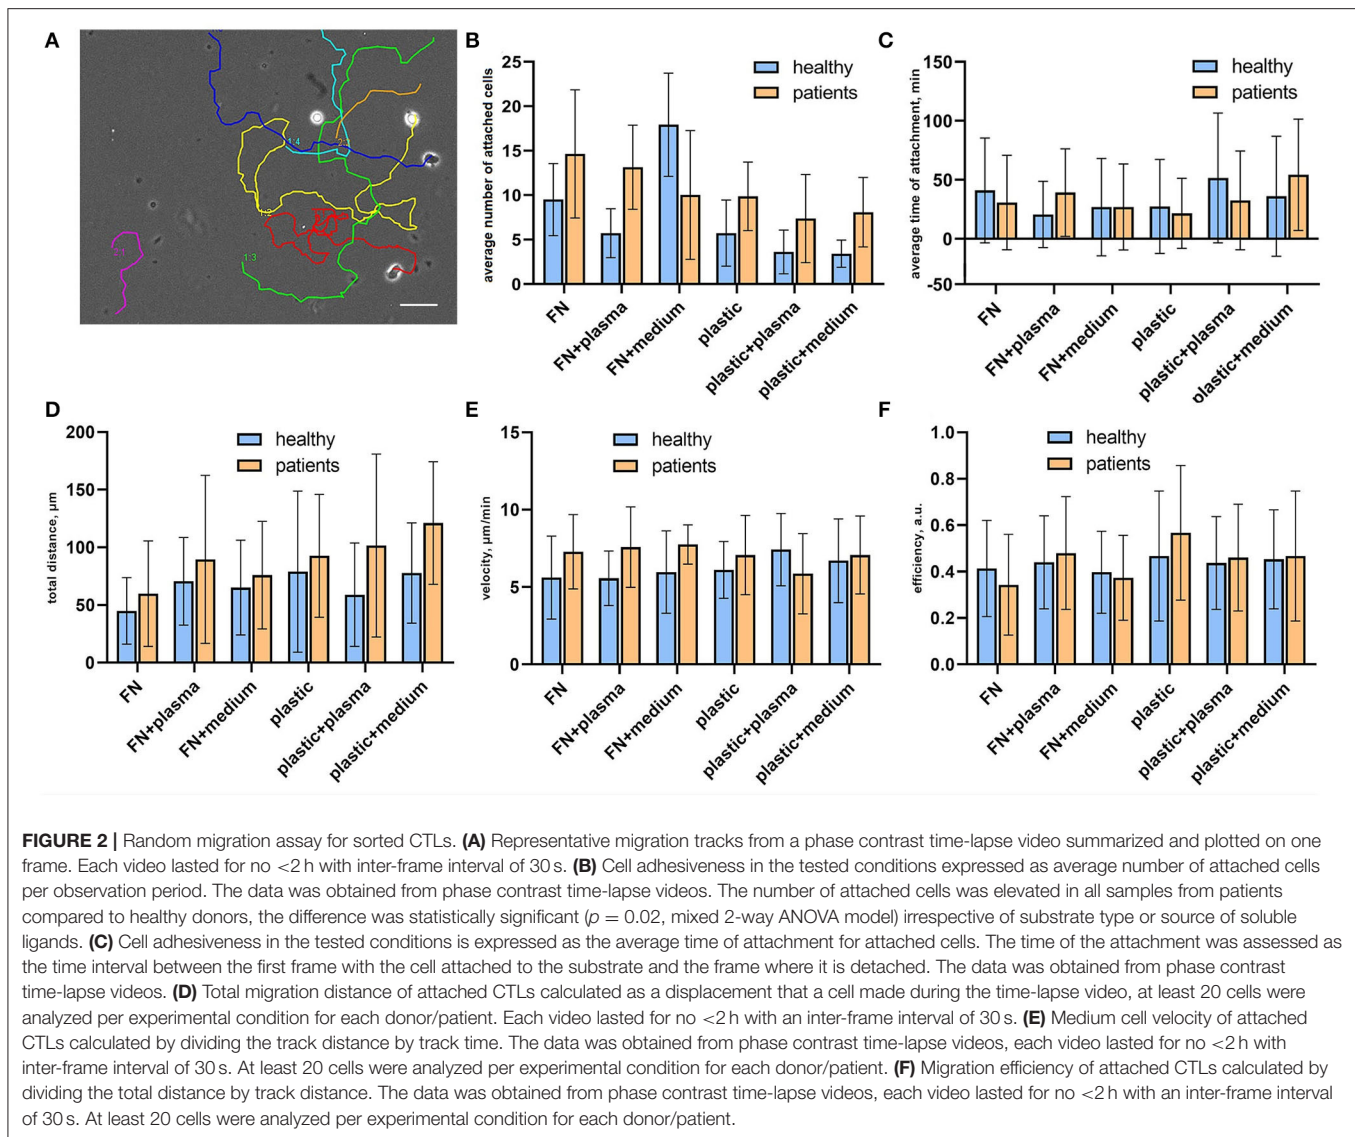 A
1:4
2:3
1:2
1:3
2:1
B
healthy
patients
average number of attached cells
25
20
15
10
5
0
FN
FN+plasma
FN+medium
plastic
plastic+plasma
plastic+medium
C
healthy
patients
average time of attachment, min
150
100
50
0
-50
FN
FN+plasma
FN+medium
plastic
plastic+plasma
plastic+medium
D
healthy
patients
total distance, µm
200
150
100
50
0
FN
FN+plasma
FN+medium
plastic
plastic+plasma
plastic+medium
E
healthy
patients
velocity, µm/min
15
10
5
0
FN
FN+plasma
FN+medium
plastic
plastic+plasma
plastic+medium
F
healthy
patients
efficiency, a.u.
1.0
0.8
0.6
0.4
0.2
0.0
FN
FN+plasma
FN+medium
plastic
plastic+plasma
plastic+medium
FIGURE 2 | Random migration assay for sorted CTLs. (A) Representative migration tracks from a phase contrast time-lapse video summarized and plotted on one
frame. Each video lasted for no <2 h with inter-frame interval of 30 s. (B) Cell adhesiveness in the tested conditions expressed as average number of attached cells
per observation period. The data was obtained from phase contrast time-lapse videos. The number of attached cells was elevated in all samples from patients
compared to healthy donors, the difference was statistically significant (p = 0.02, mixed 2-way ANOVA model) irrespective of substrate type or source of soluble
ligands. (C) Cell adhesiveness in the tested conditions is expressed as the average time of attachment for attached cells. The time of the attachment was assessed as
the time interval between the first frame with the cell attached to the substrate and the frame where it is detached. The data was obtained from phase contrast
time-lapse videos. (D) Total migration distance of attached CTLs calculated as a displacement that a cell made during the time-lapse video, at least 20 cells were
analyzed per experimental condition for each donor/patient. Each video lasted for no <2 h with an inter-frame interval of 30 s. (E) Medium cell velocity of attached
CTLs calculated by dividing the track distance by track time. The data was obtained from phase contrast time-lapse videos, each video lasted for no <2 h with
inter-frame interval of 30 s. At least 20 cells were analyzed per experimental condition for each donor/patient. (F) Migration efficiency of attached CTLs calculated by
dividing the total distance by track distance. The data was obtained from phase contrast time-lapse videos, each video lasted for no <2 h with an inter-frame interval
of 30 s. At least 20 cells were analyzed per experimental condition for each donor/patient.